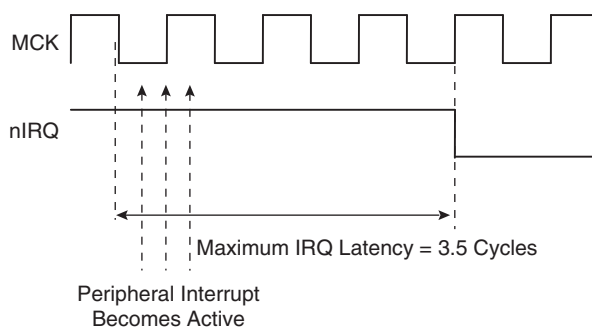 MCK
nIRQ
Maximum IRQ Latency = 3.5 Cycles
Peripheral Interrupt
Becomes Active